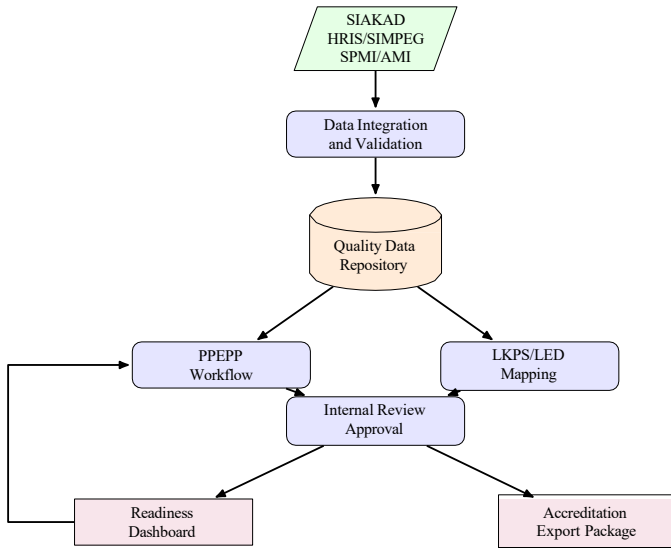 SIAKAD
HRIS/SIMPEG
SPMI/AMI
Data Integration
and Validation
Quality Data
Repository
PPEPP
Workflow
LKPS/LED
Mapping
Internal Review
Approval
Readiness
Dashboard
Accreditation
Export Package